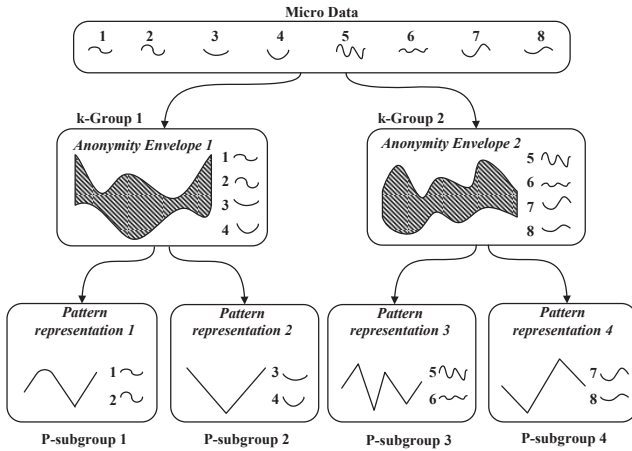 Micro Data
1 2 3 4 5 6 7 8
k-Group 1
k-Group 2
Anonymity Envelope 1
1
2
3
4
Anonymity Envelope 2
5
6
7
8
Pattern
representation 1
1
2
Pattern
representation 2
3
4
Pattern
representation 3
5
6
Pattern
representation 4
7
8
P-subgroup 1
P-subgroup 2
P-subgroup 3
P-subgroup 4